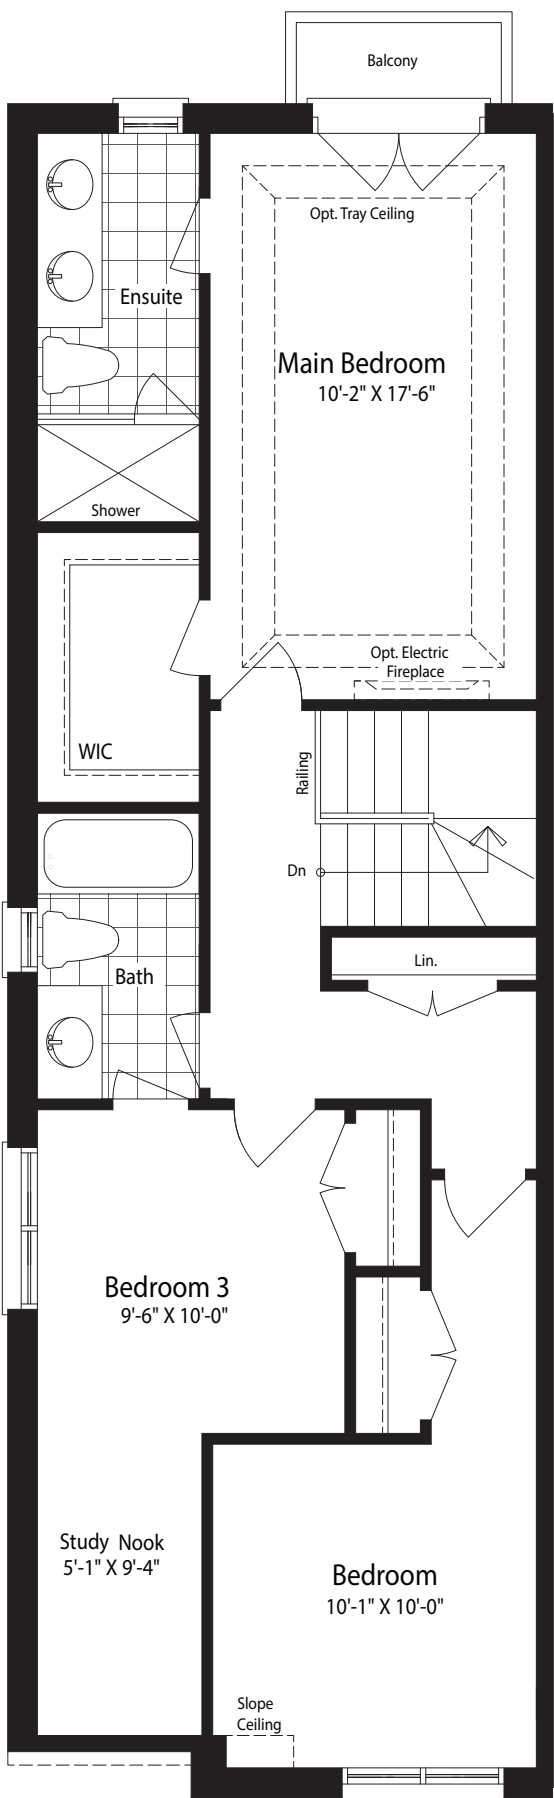 Balcony
Opt. Tray Ceiling
Ensuite
Main Bedroom
10'-2" X 17'-6"
Shower
Opt. Electric
Fireplace
WIC
Railing
Dn
Lin.
Bath
Bedroom 3
9'-6" X 10'-0"
Study Nook
5'-1" X 9'-4"
Bedroom
10'-1" X 10'-0"
Slope
Ceiling